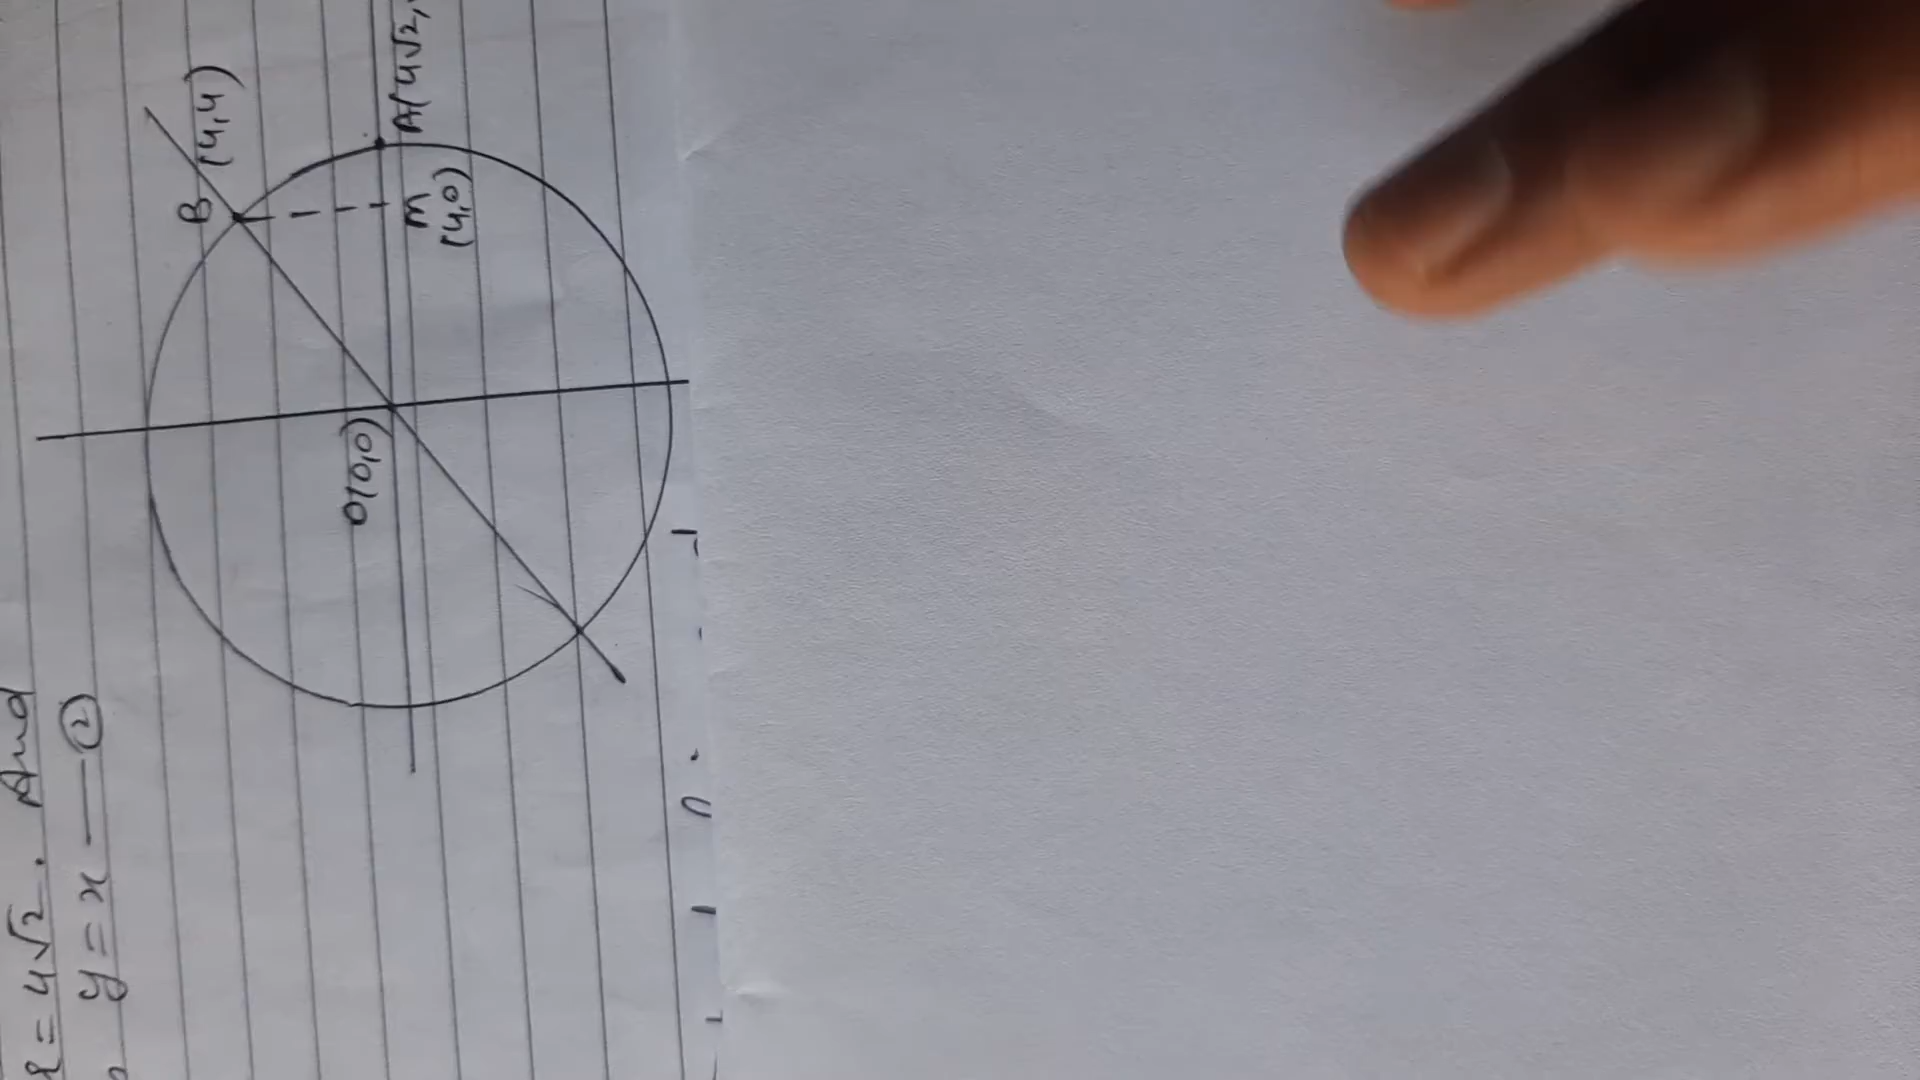 r = 4√2 . And
y = x — ②
B (4,4)
A(4√2,
M
(4,0)
O(0,0)